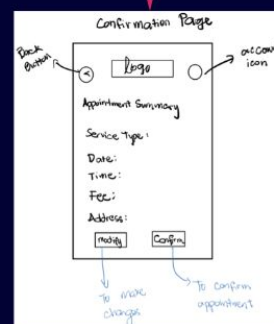 Confirmation Page
Back
Button
<
logo
account
icon
Appointment Summary
Service Type:
Date:
Time:
Fee:
Address:
modify
Confirm
To make
changes
To confirm
appointment